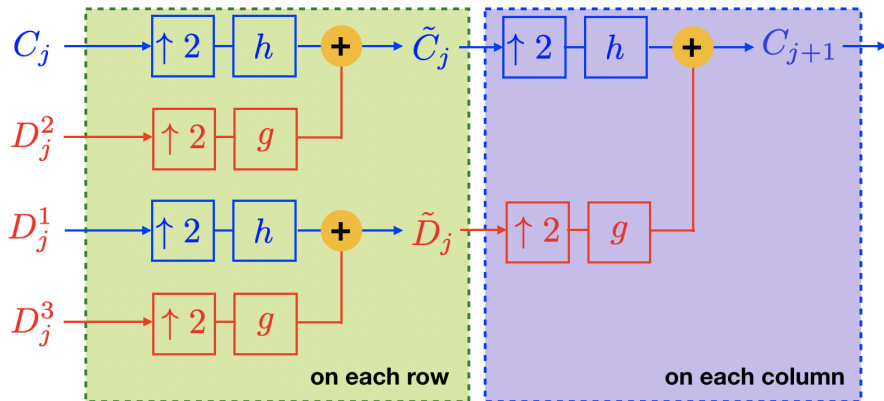 C_j ↑ 2 h + C̃_j ↑ 2 h + C_{j+1}
D_j^2 ↑ 2 g
D_j^1 ↑ 2 h + D̃_j ↑ 2 g
D_j^3 ↑ 2 g
on each row on each column